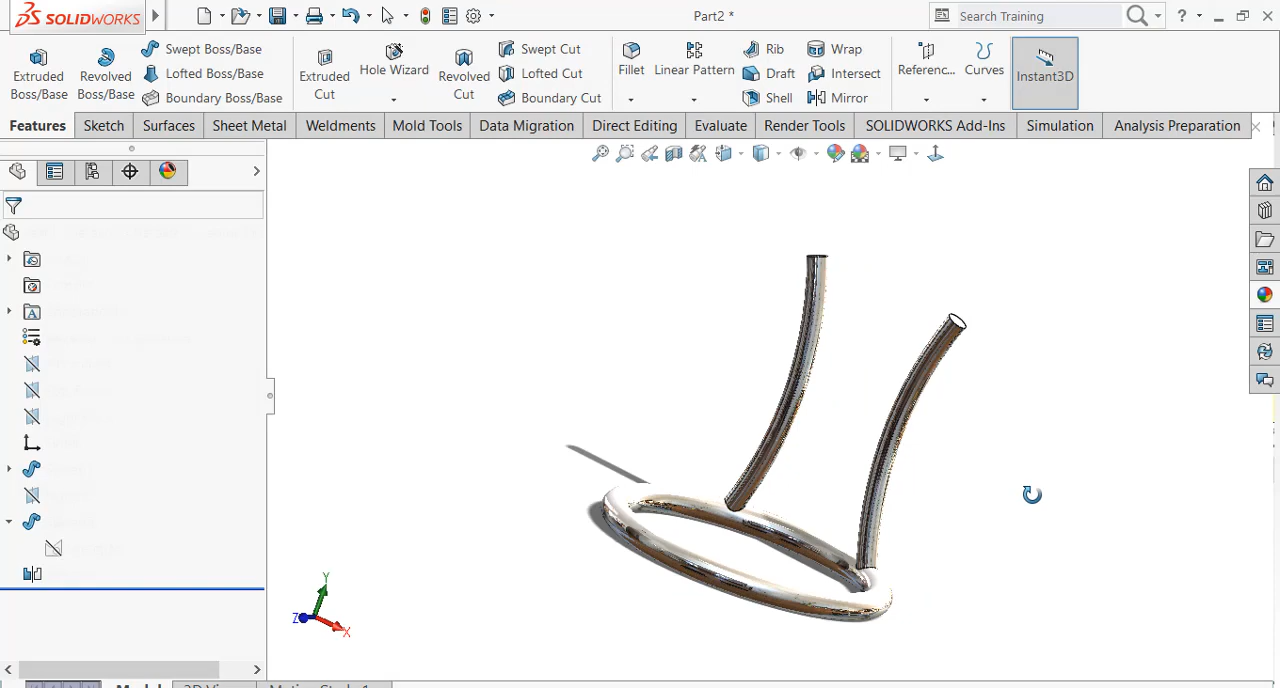 SOLIDWORKS
Part2 *
Search Training
?
Extruded Boss/Base
Revolved Boss/Base
Swept Boss/Base
Lofted Boss/Base
Boundary Boss/Base
Extruded Cut
Hole Wizard
Revolved Cut
Swept Cut
Lofted Cut
Boundary Cut
Fillet
Linear Pattern
Rib
Draft
Shell
Wrap
Intersect
Mirror
Referenc...
Curves
Instant3D
Features Sketch Surfaces Sheet Metal Weldments Mold Tools Data Migration Direct Editing Evaluate Render Tools SOLIDWORKS Add-Ins Simulation Analysis Preparation
Y
Z
X